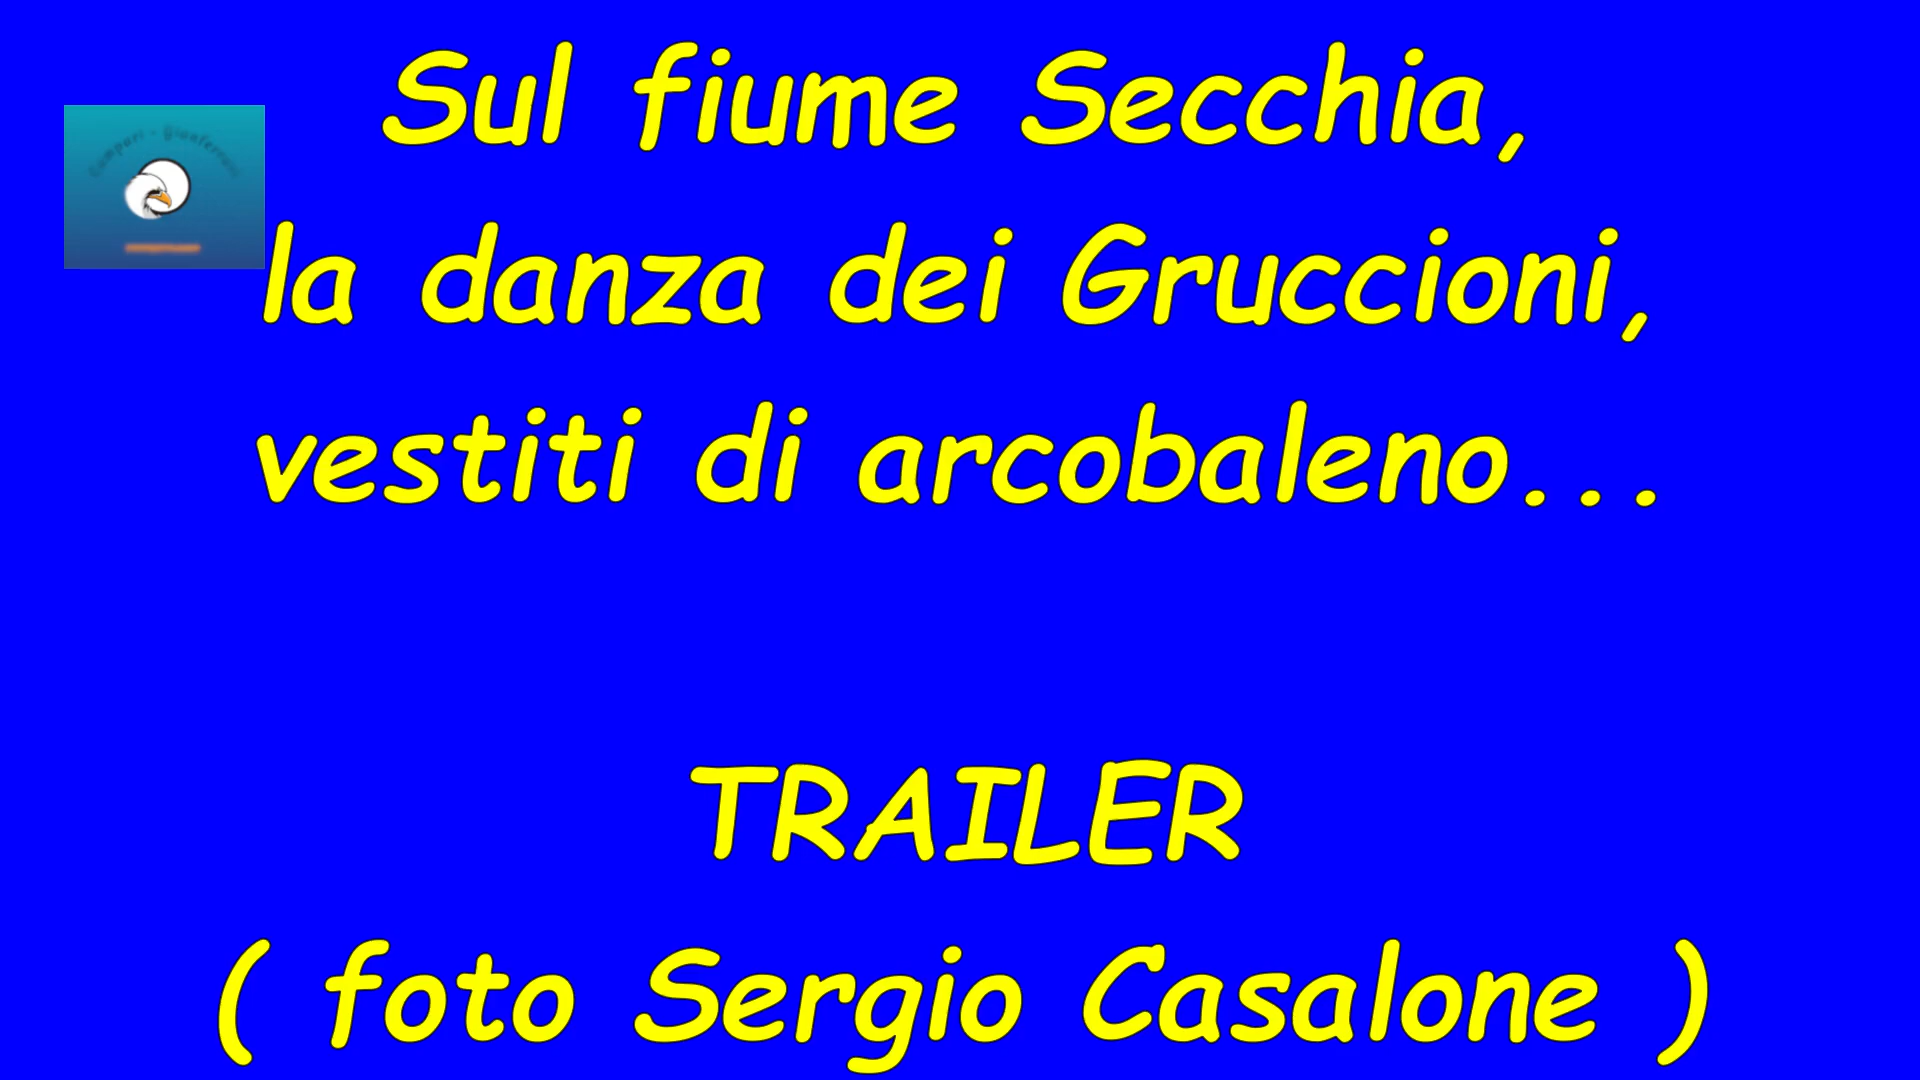 Sul fiume Secchia,
la danza dei Gruccioni,
vestiti di arcobaleno...
TRAILER
( foto Sergio Casalone )